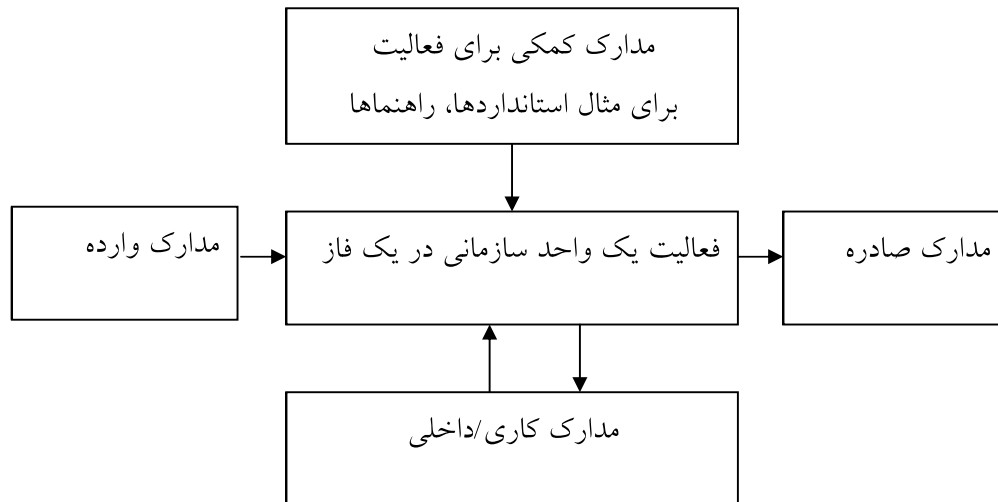 مدارک کمکی برای فعالیت
برای مثال استانداردها، راهنماها
مدارک وارده
فعالیت یک واحد سازمانی در یک فاز
مدارک صادره
مدارک کاری/داخلی